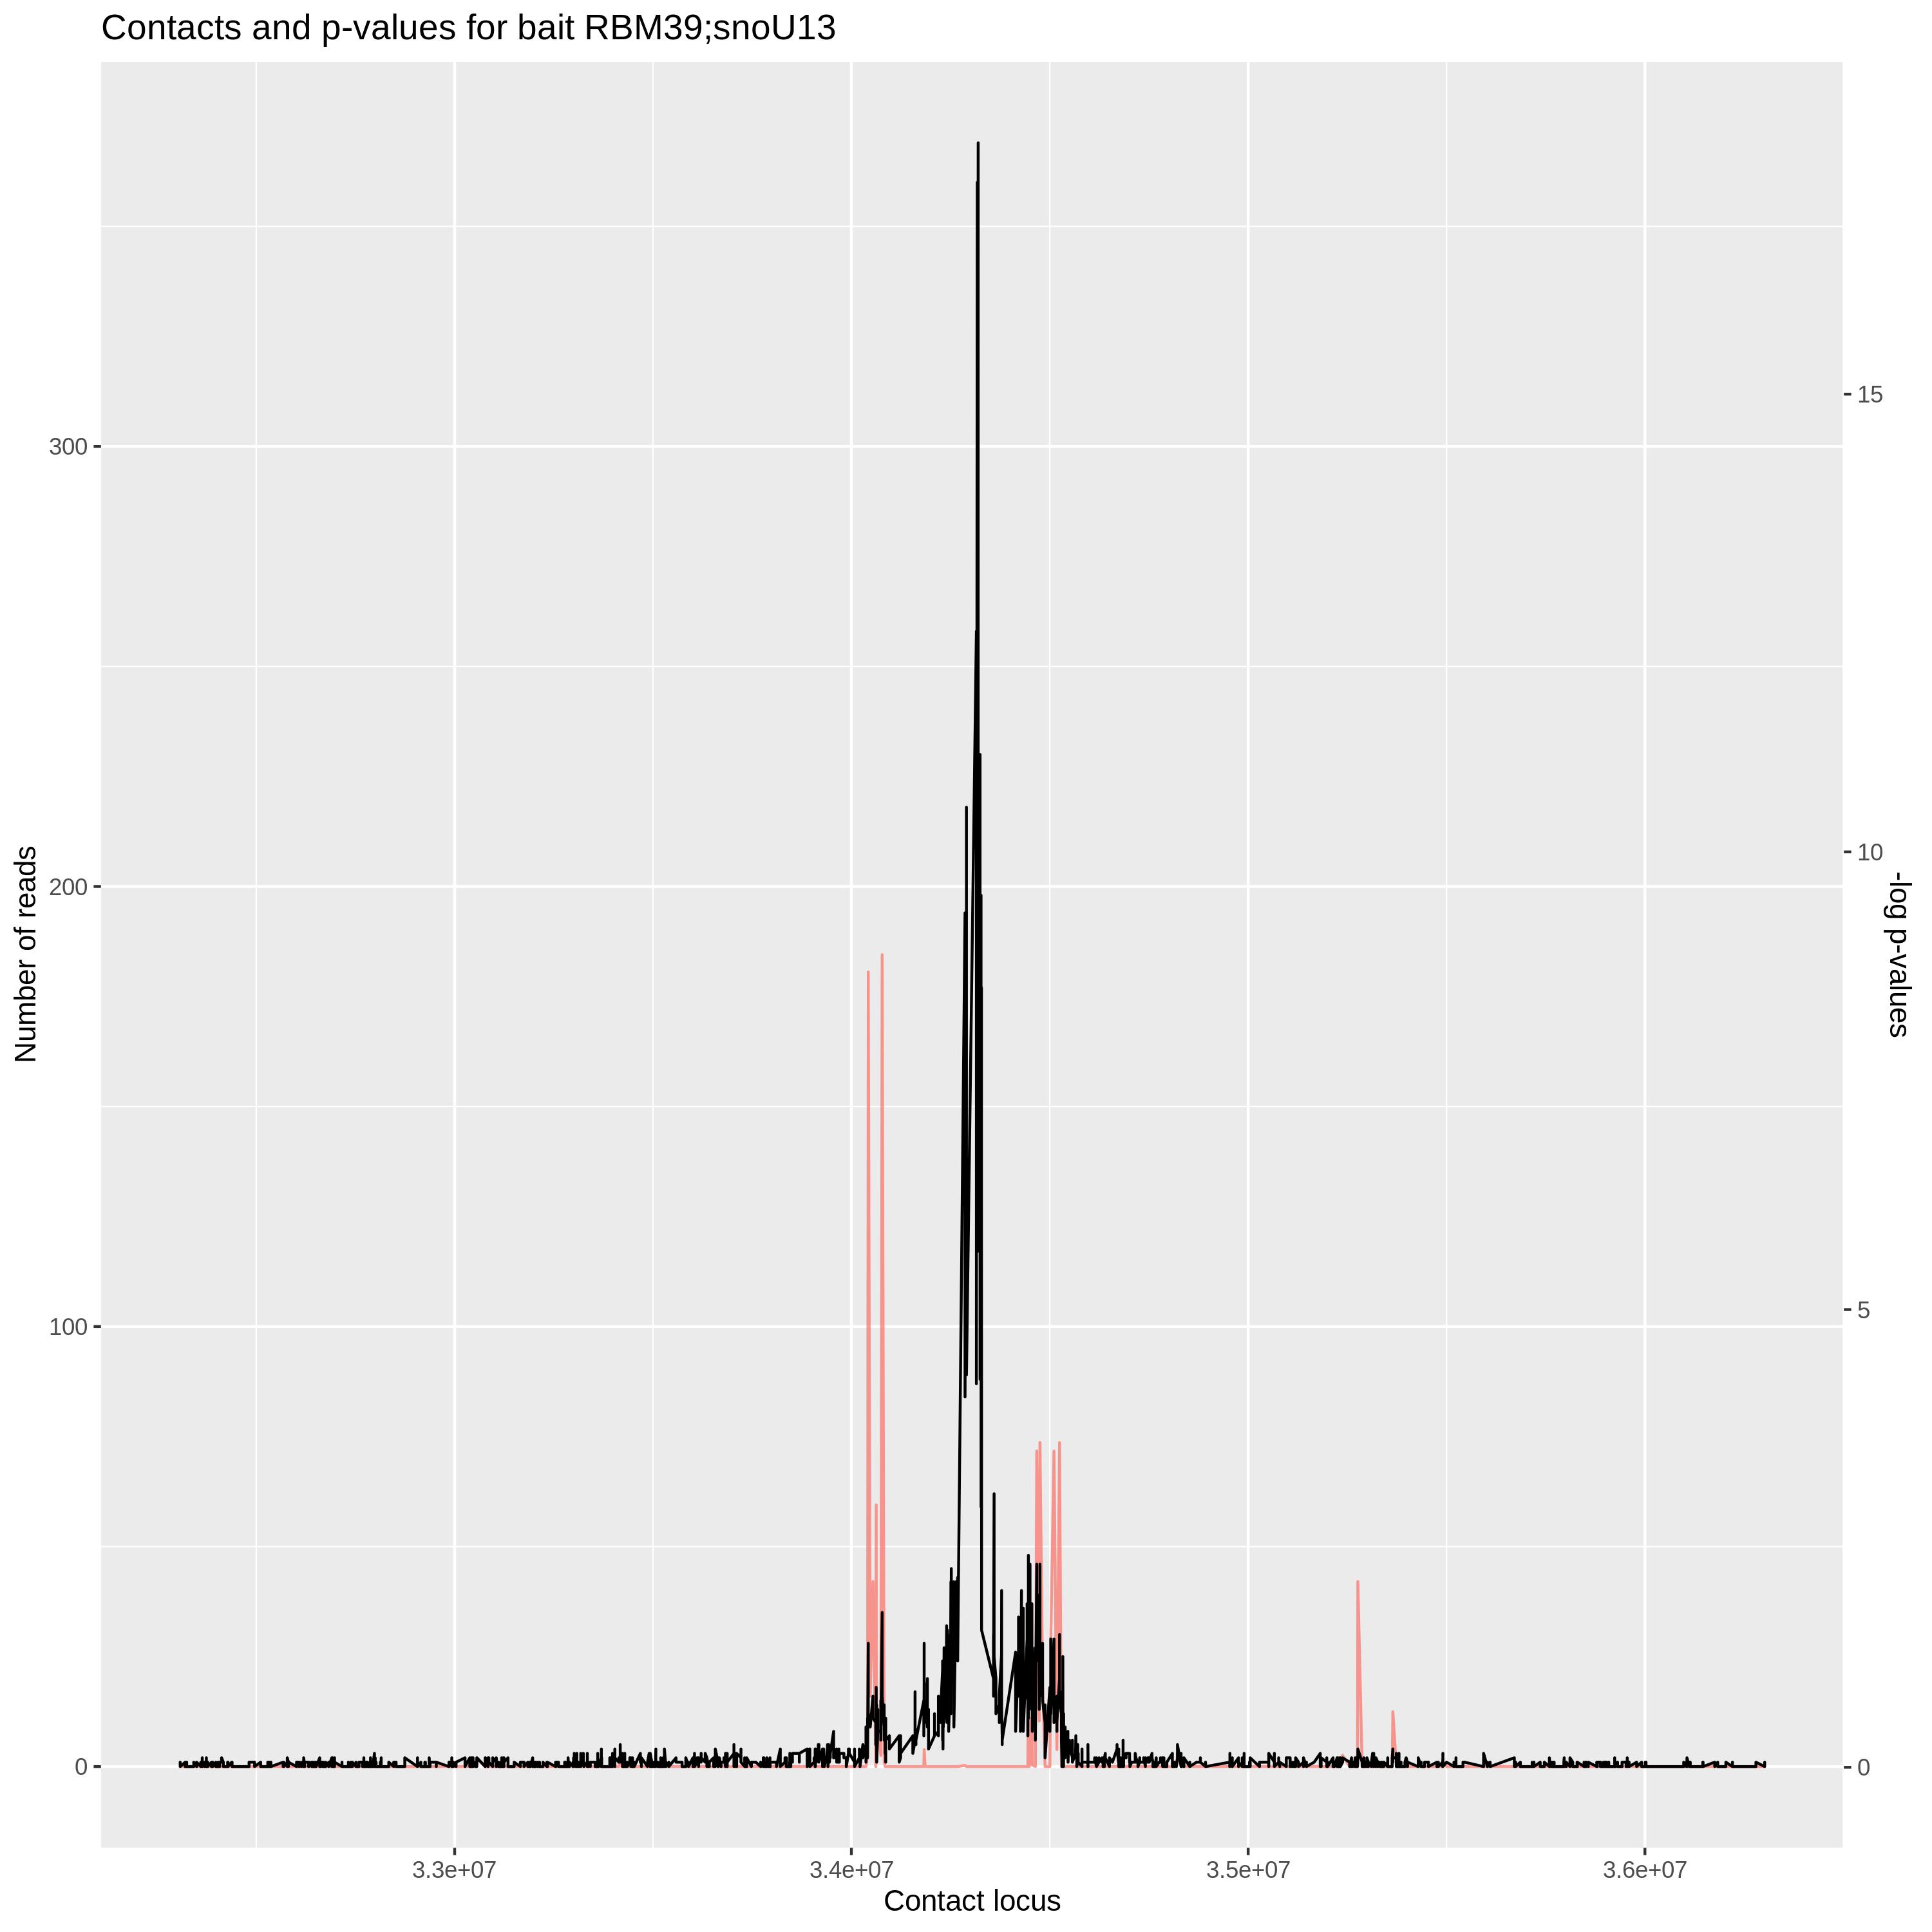 Contacts and p-values for bait RBM39;snoU13
Number of reads
300
200
100
0
15
10
5
0
-log p-values
3.3e+07
3.4e+07
3.5e+07
3.6e+07
Contact locus